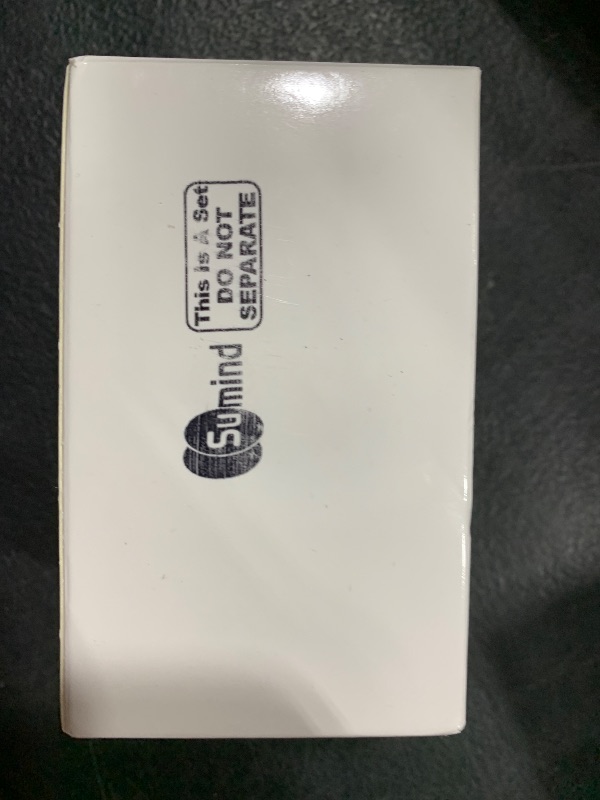 Sumind
This Is A Set
DO NOT
SEPARATE